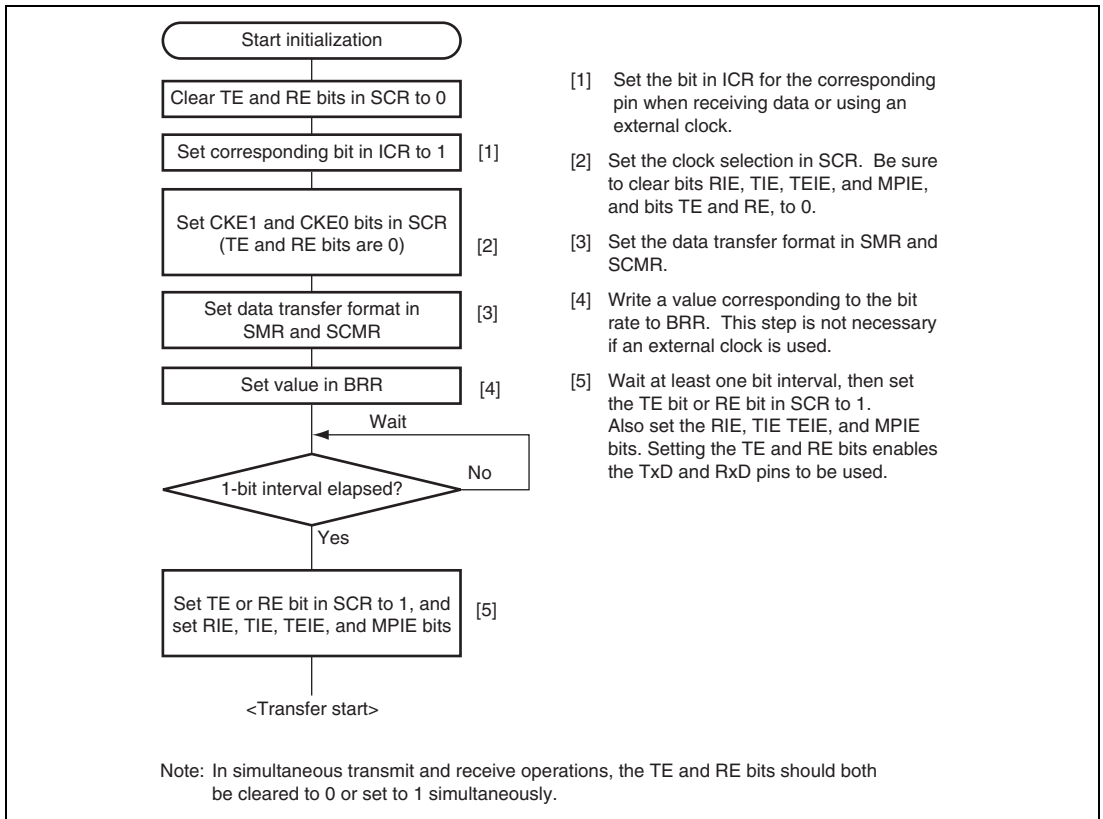 Start initialization
Clear TE and RE bits in SCR to 0
Set corresponding bit in ICR to 1
[1]
Set CKE1 and CKE0 bits in SCR
(TE and RE bits are 0)
[2]
Set data transfer format in
SMR and SCMR
[3]
Set value in BRR
[4]
Wait
1-bit interval elapsed?
No
Yes
Set TE or RE bit in SCR to 1, and
set RIE, TIE, TEIE, and MPIE bits
[5]
<Transfer start>
[1] Set the bit in ICR for the corresponding
pin when receiving data or using an
external clock.
[2] Set the clock selection in SCR. Be sure
to clear bits RIE, TIE, TEIE, and MPIE,
and bits TE and RE, to 0.
[3] Set the data transfer format in SMR and
SCMR.
[4] Write a value corresponding to the bit
rate to BRR. This step is not necessary
if an external clock is used.
[5] Wait at least one bit interval, then set
the TE bit or RE bit in SCR to 1.
Also set the RIE, TIE TEIE, and MPIE
bits. Setting the TE and RE bits enables
the TxD and RxD pins to be used.
Note: In simultaneous transmit and receive operations, the TE and RE bits should both
be cleared to 0 or set to 1 simultaneously.